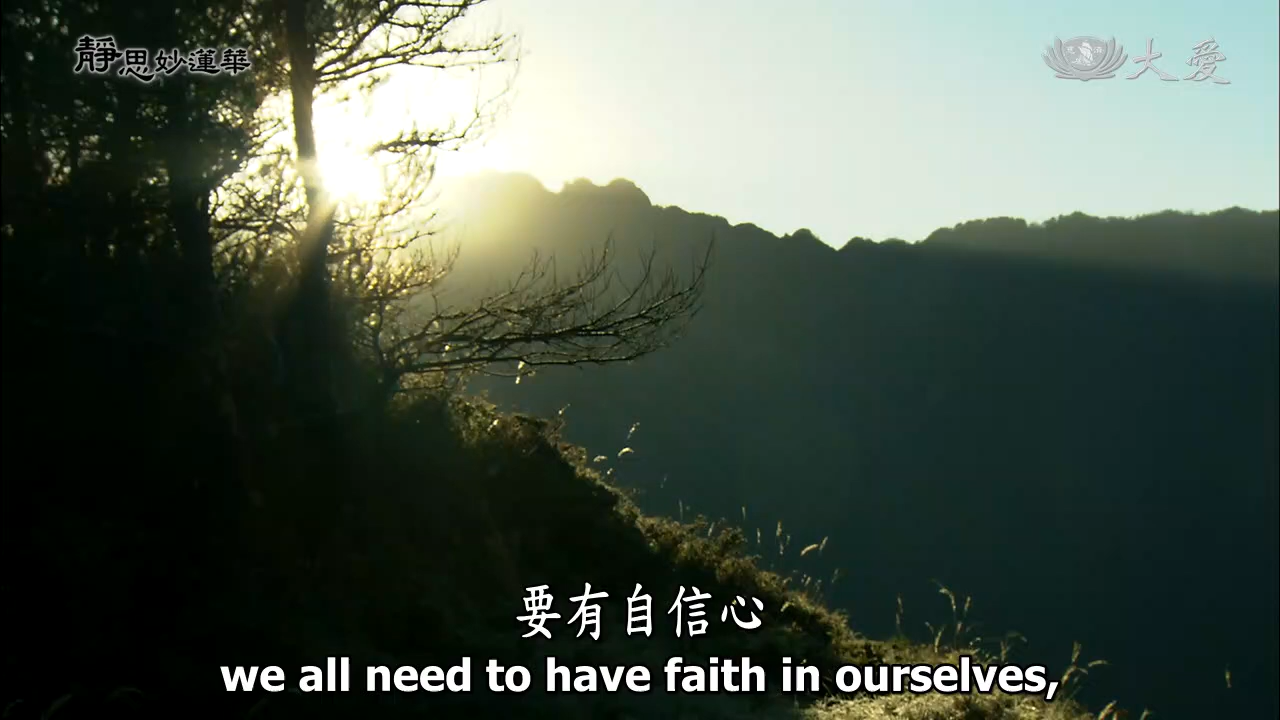 靜思妙蓮華
大愛
要有自信心
we all need to have faith in ourselves,